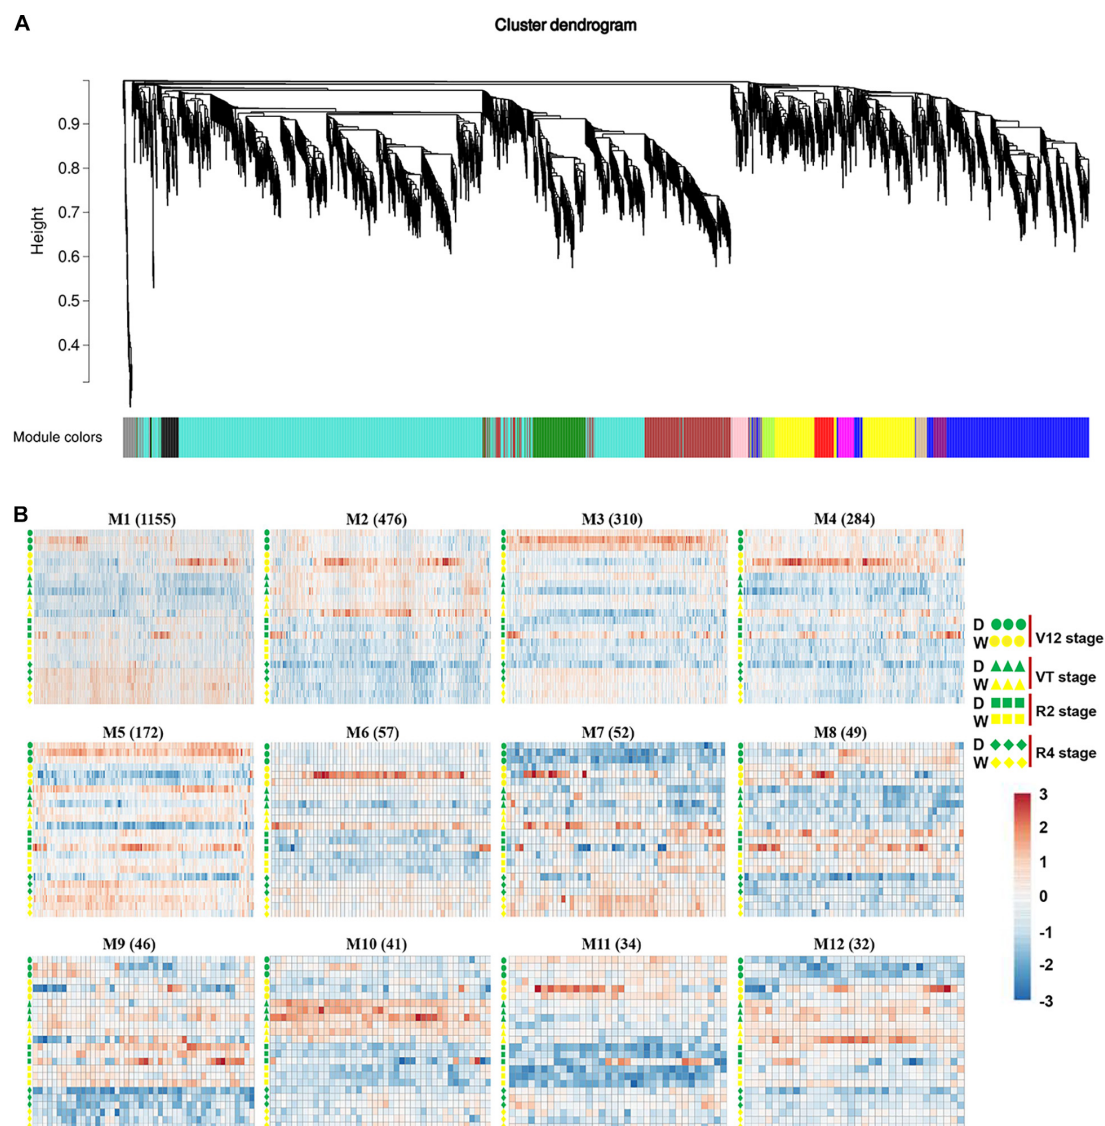 A
Cluster dendrogram
Height
0.9
0.8
0.7
0.6
0.5
0.4
Module colors
B
M1 (1155)
M2 (476)
M3 (310)
M4 (284)
M5 (172)
M6 (57)
M7 (52)
M8 (49)
M9 (46)
M10 (41)
M11 (34)
M12 (32)
D
W
V12 stage
D
W
VT stage
D
W
R2 stage
D
W
R4 stage
3
2
1
0
-1
-2
-3